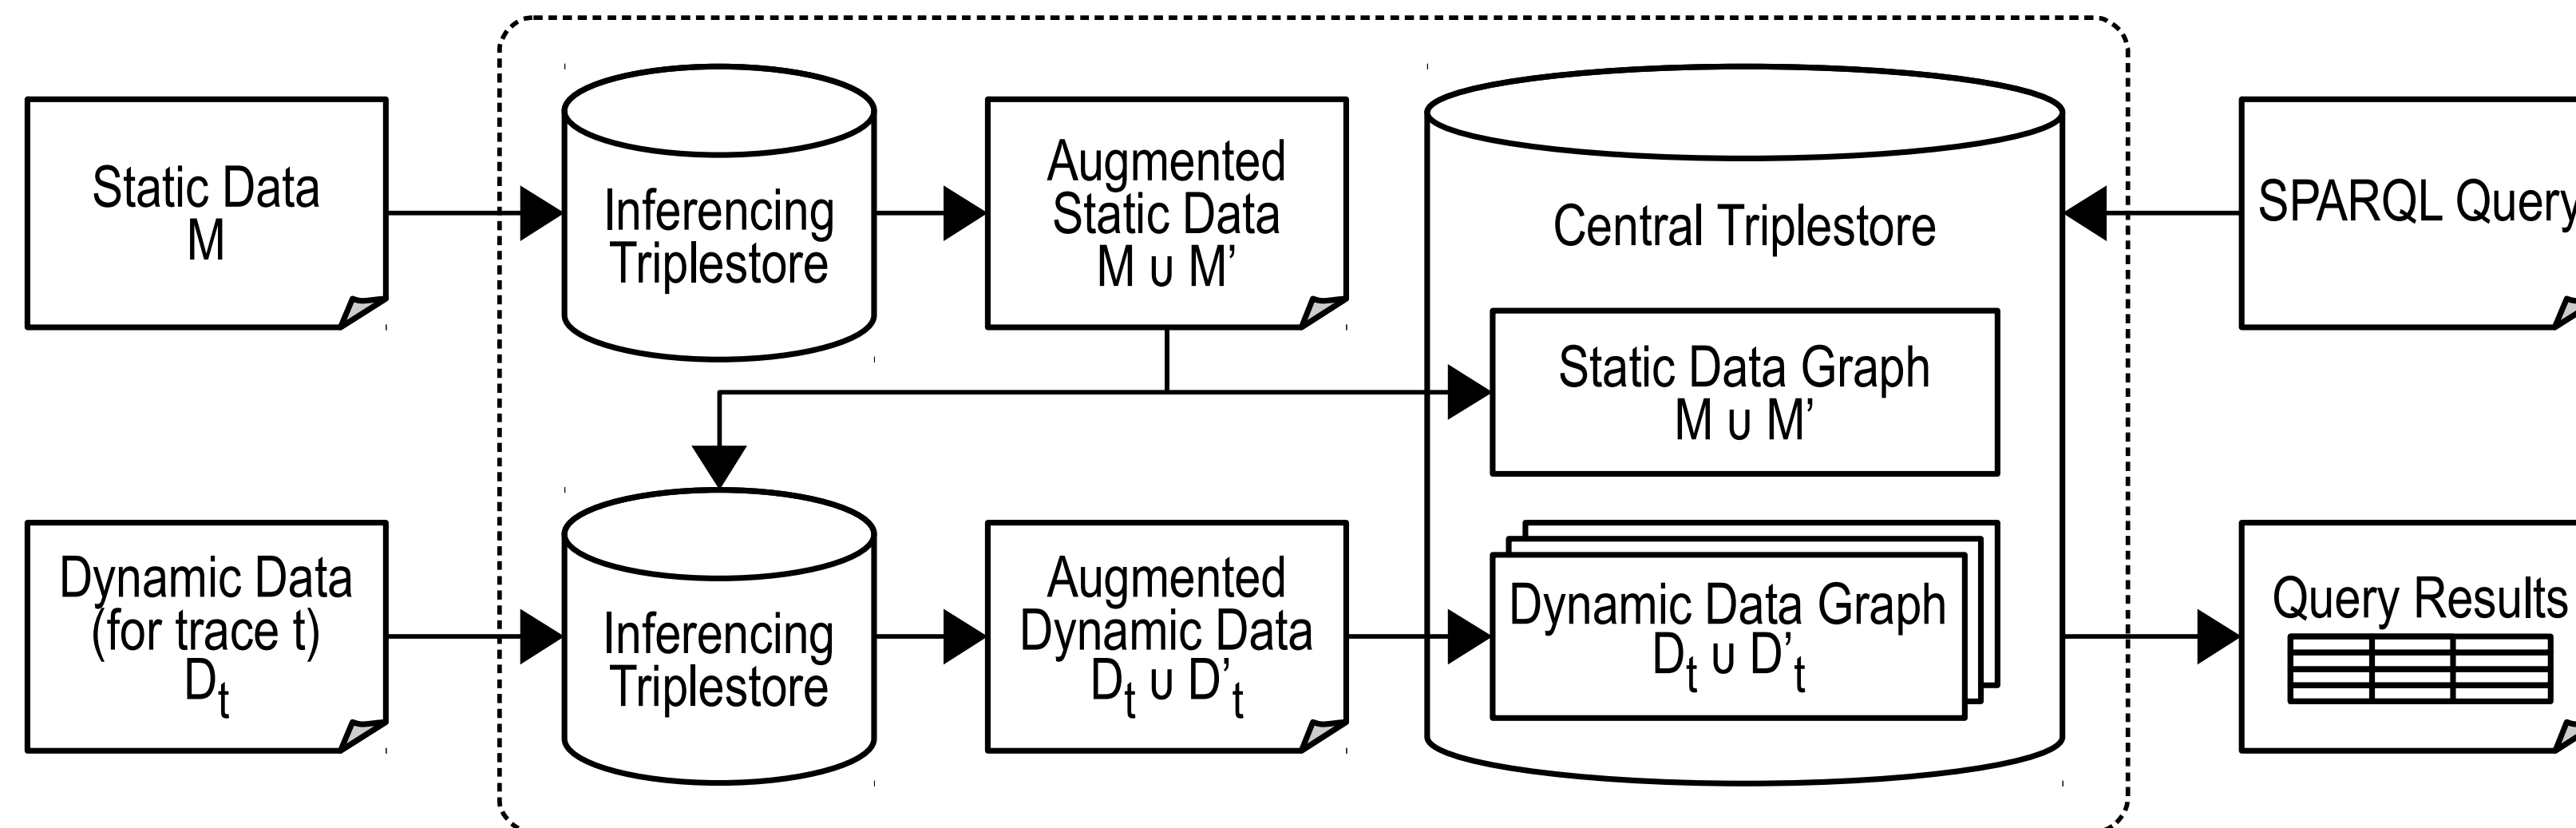 Static Data
M
Inferencing
Triplestore
Augmented
Static Data
M ∪ M’
Central Triplestore
SPARQL Query
Static Data Graph
M ∪ M’
Dynamic Data
(for trace t)
Dt
Inferencing
Triplestore
Augmented
Dynamic Data
Dt ∪ D’t
Dynamic Data Graph
Dt ∪ D’t
Query Results